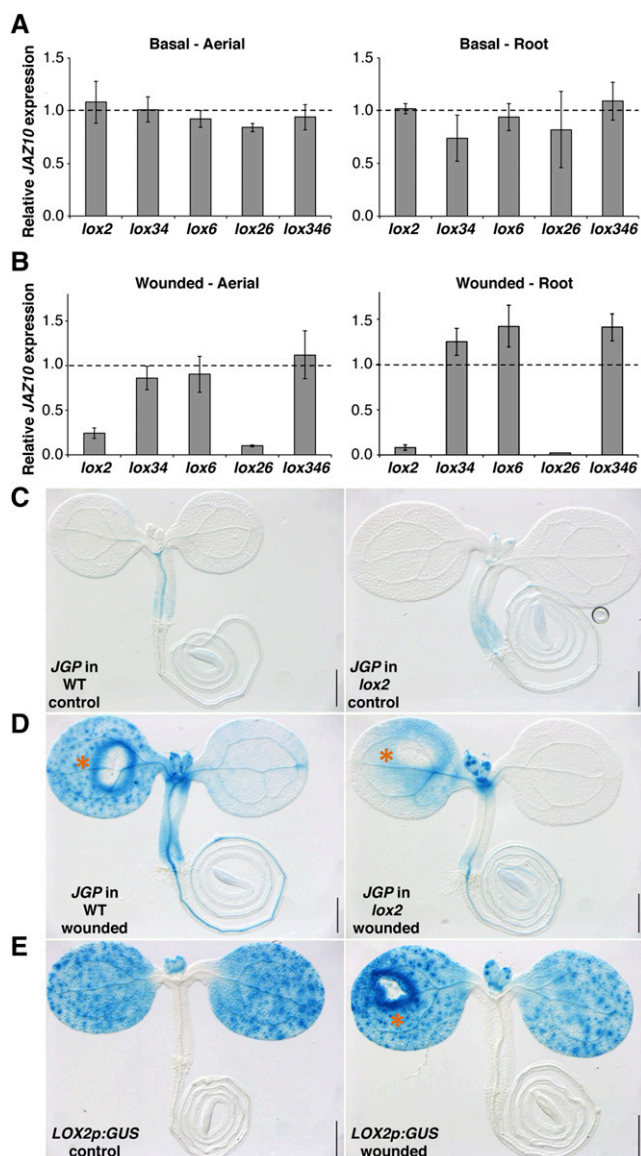 A
Basal - Aerial
Basal - Root
Relative JAZ10 expression
1.5
1.0
0.5
0.0
lox2 lox34 lox6 lox26 lox346
1.5
1.0
0.5
0.0
lox2 lox34 lox6 lox26 lox346
B
Wounded - Aerial
Wounded - Root
Relative JAZ10 expression
1.5
1.0
0.5
0.0
lox2 lox34 lox6 lox26 lox346
1.5
1.0
0.5
0.0
lox2 lox34 lox6 lox26 lox346
C
JGP in
WT
control
JGP in
lox2
control
D
*
JGP in
WT
wounded
*
JGP in
lox2
wounded
E
LOX2p:GUS
control
*
LOX2p:GUS
wounded